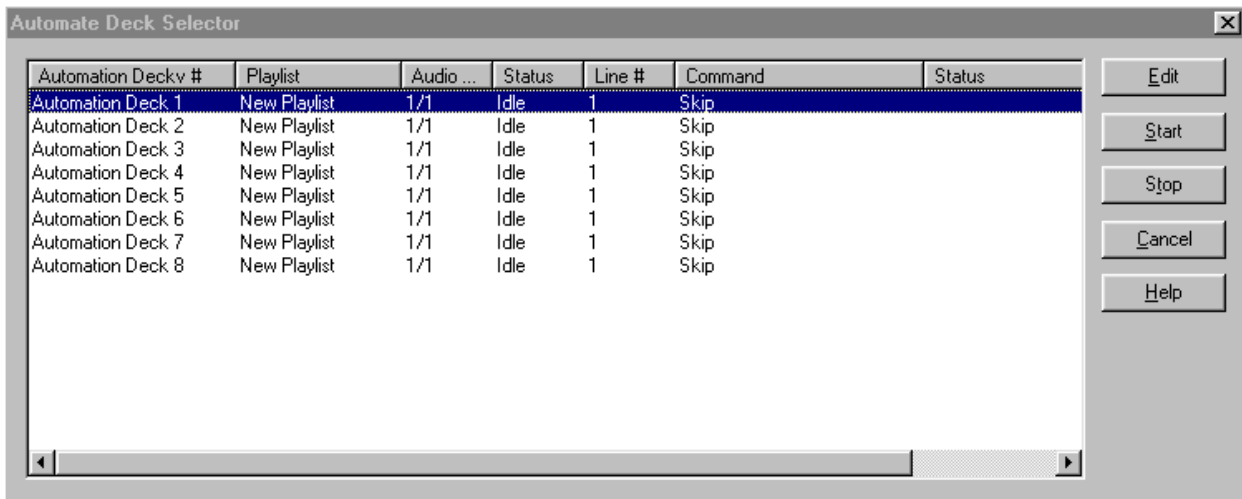 Automate Deck Selector
Automation Deckv # Playlist Audio ... Status Line # Command Status
Automation Deck 1 New Playlist 1/1 Idle 1 Skip
Automation Deck 2 New Playlist 1/1 Idle 1 Skip
Automation Deck 3 New Playlist 1/1 Idle 1 Skip
Automation Deck 4 New Playlist 1/1 Idle 1 Skip
Automation Deck 5 New Playlist 1/1 Idle 1 Skip
Automation Deck 6 New Playlist 1/1 Idle 1 Skip
Automation Deck 7 New Playlist 1/1 Idle 1 Skip
Automation Deck 8 New Playlist 1/1 Idle 1 Skip
Edit
Start
Stop
Cancel
Help